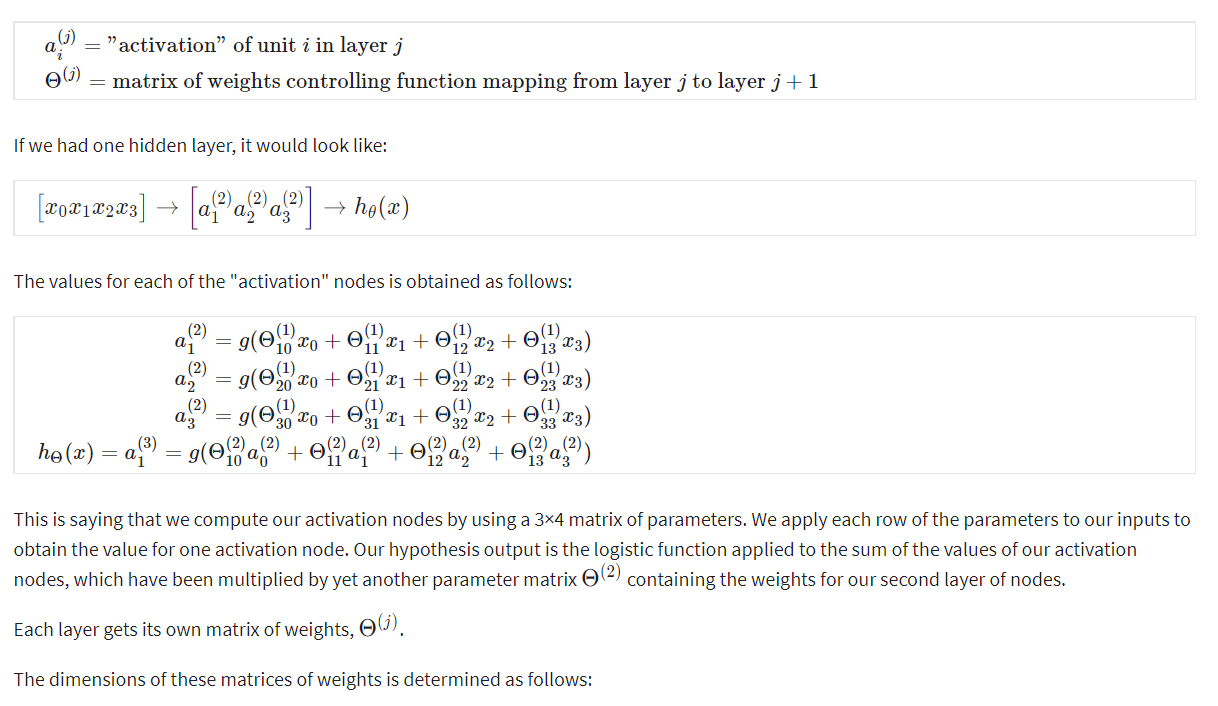 a_i^{(j)} = ”activation” of unit i in layer j
Θ^{(j)} = matrix of weights controlling function mapping from layer j to layer j + 1
If we had one hidden layer, it would look like:
[x_0x_1x_2x_3] → [a_1^{(2)}a_2^{(2)}a_3^{(2)}] → h_θ(x)
The values for each of the "activation" nodes is obtained as follows:
a_1^{(2)} = g(Θ_{10}^{(1)}x_0 + Θ_{11}^{(1)}x_1 + Θ_{12}^{(1)}x_2 + Θ_{13}^{(1)}x_3)
a_2^{(2)} = g(Θ_{20}^{(1)}x_0 + Θ_{21}^{(1)}x_1 + Θ_{22}^{(1)}x_2 + Θ_{23}^{(1)}x_3)
a_3^{(2)} = g(Θ_{30}^{(1)}x_0 + Θ_{31}^{(1)}x_1 + Θ_{32}^{(1)}x_2 + Θ_{33}^{(1)}x_3)
h_Θ(x) = a_1^{(3)} = g(Θ_{10}^{(2)}a_0^{(2)} + Θ_{11}^{(2)}a_1^{(2)} + Θ_{12}^{(2)}a_2^{(2)} + Θ_{13}^{(2)}a_3^{(2)})
This is saying that we compute our activation nodes by using a 3×4 matrix of parameters. We apply each row of the parameters to our inputs to
obtain the value for one activation node. Our hypothesis output is the logistic function applied to the sum of the values of our activation
nodes, which have been multiplied by yet another parameter matrix Θ^{(2)} containing the weights for our second layer of nodes.
Each layer gets its own matrix of weights, Θ^{(j)}.
The dimensions of these matrices of weights is determined as follows: